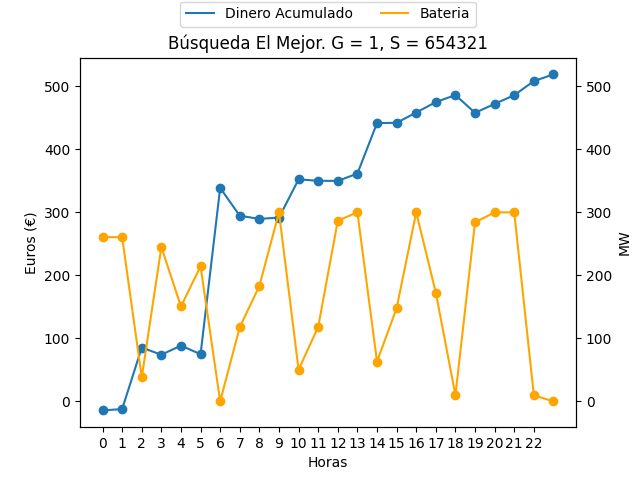 Dinero Acumulado Bateria
Búsqueda El Mejor. G = 1, S = 654321
500 500
400 400
300 300
200 200
100 100
0 0
Euros (€)
MW
0 1 2 3 4 5 6 7 8 9 10 11 12 13 14 15 16 17 18 19 20 21 22
Horas